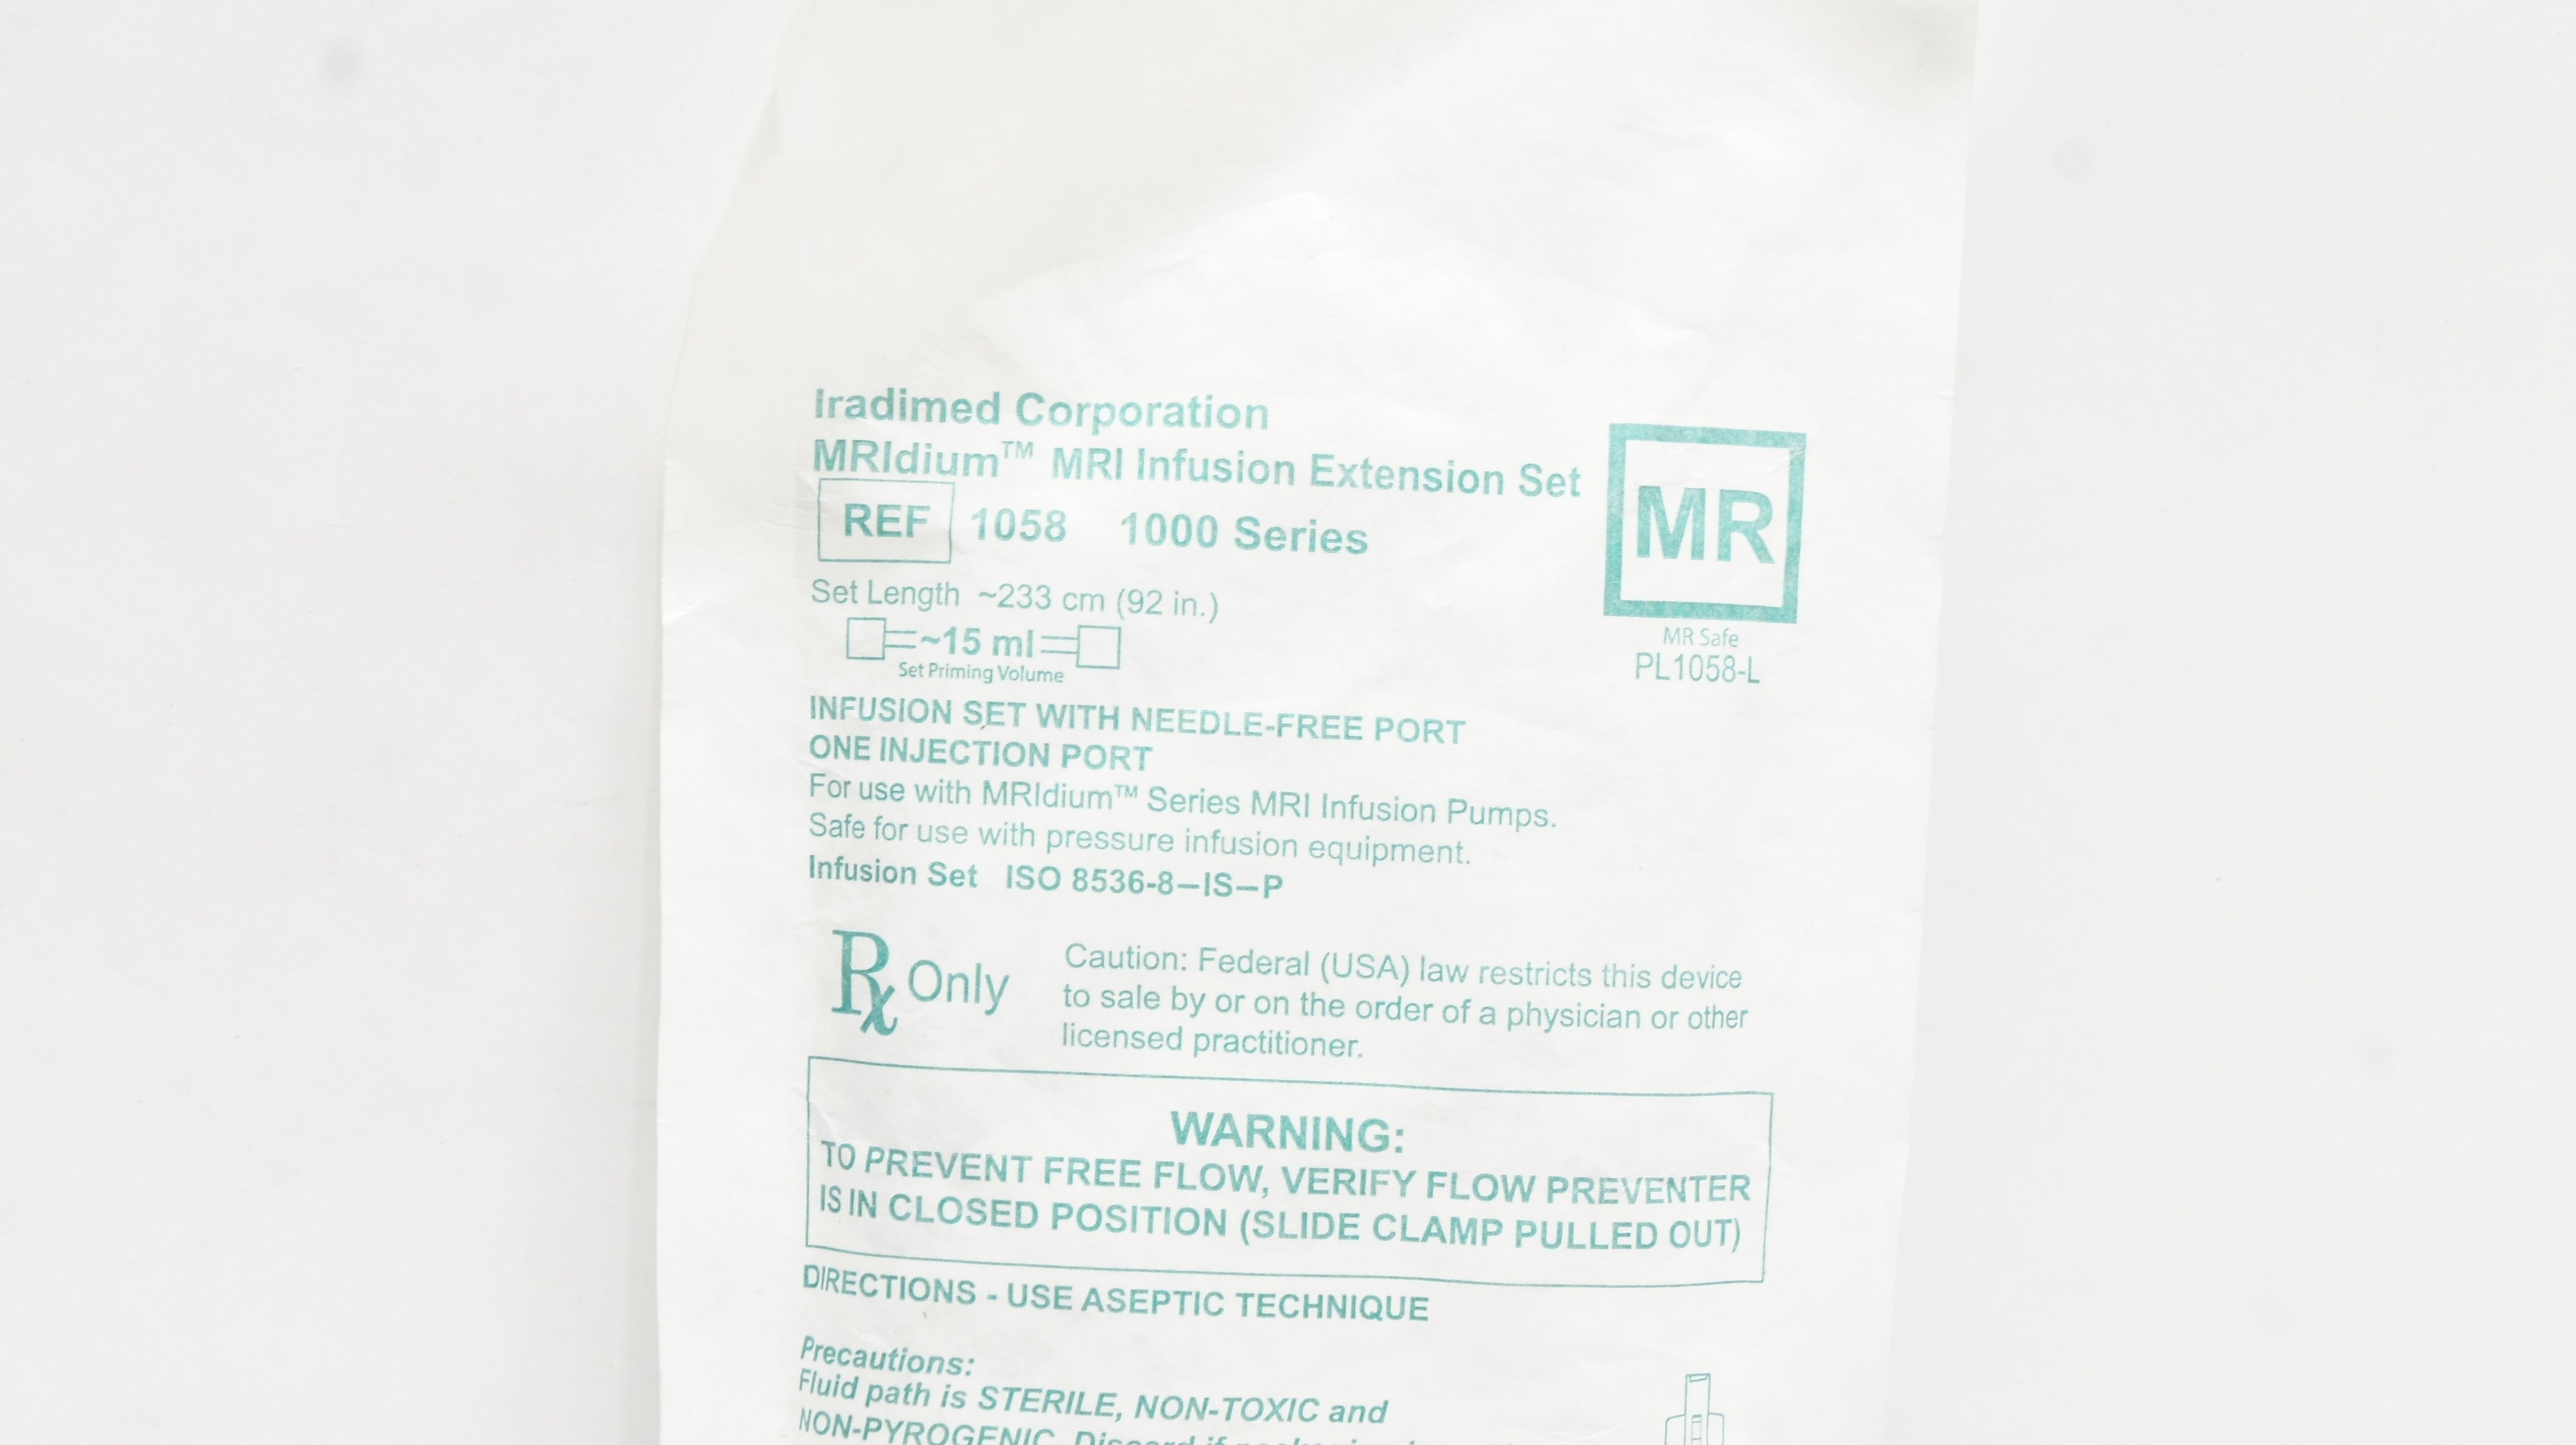 Iradimed Corporation
MRIdium™ MRI Infusion Extension Set
REF 1058 1000 Series
Set Length ~233 cm (92 in.)
~15 ml
Set Priming Volume
MR
MR Safe
PL1058-L
INFUSION SET WITH NEEDLE-FREE PORT
ONE INJECTION PORT
For use with MRIdium™ Series MRI Infusion Pumps.
Safe for use with pressure infusion equipment.
Infusion Set ISO 8536-8–IS–P
Rx Only
Caution: Federal (USA) law restricts this device
to sale by or on the order of a physician or other
licensed practitioner.
WARNING:
TO PREVENT FREE FLOW, VERIFY FLOW PREVENTER
IS IN CLOSED POSITION (SLIDE CLAMP PULLED OUT)
DIRECTIONS - USE ASEPTIC TECHNIQUE
Precautions:
Fluid path is STERILE, NON-TOXIC and
NON-PYROGENIC. Discard if